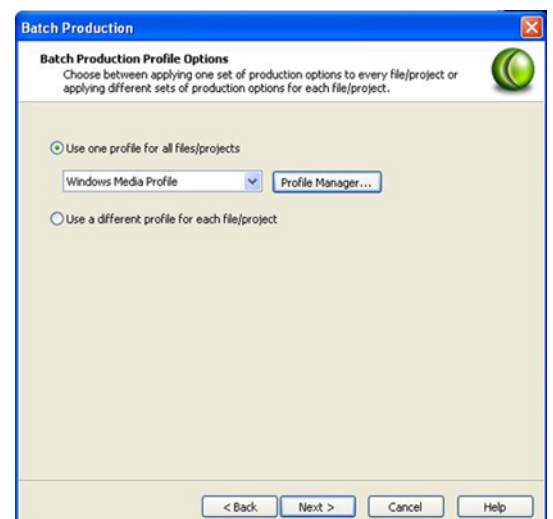 Batch Production
Batch Production Profile Options
Choose between applying one set of production options to every file/project or
applying different sets of production options for each file/project.
Use one profile for all files/projects
Windows Media Profile
Profile Manager...
Use a different profile for each file/project
< Back
Next >
Cancel
Help